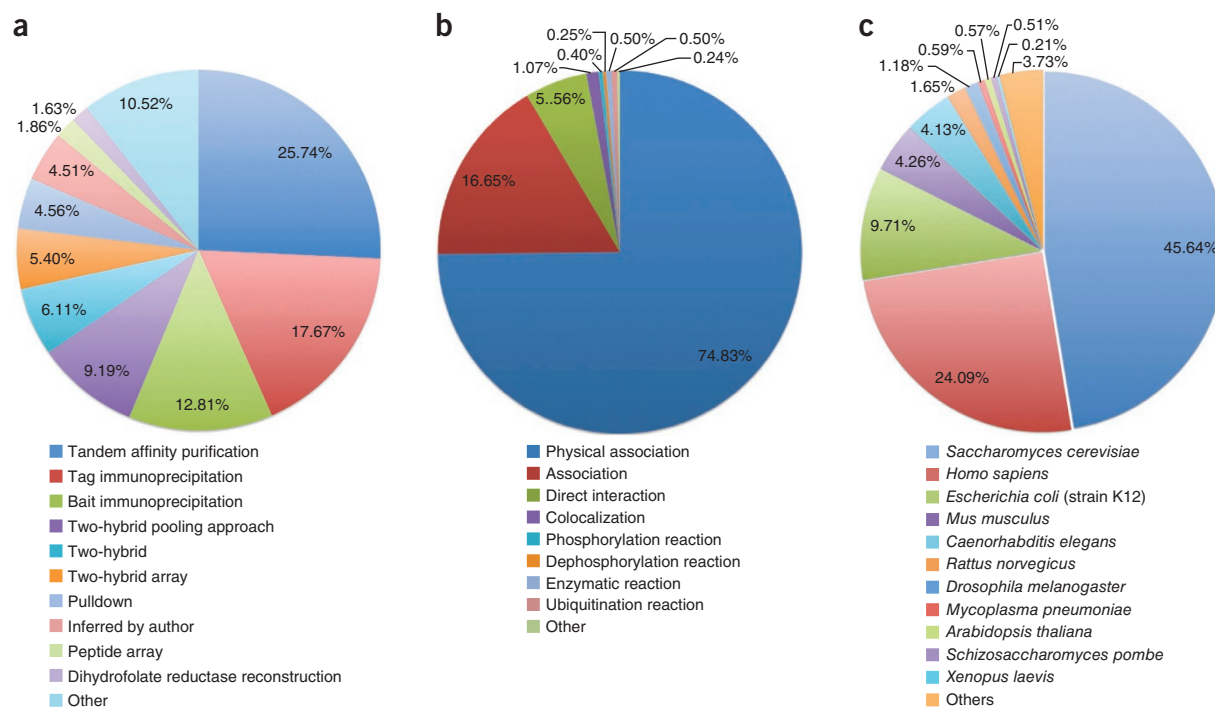 a
10.52%
1.63%
1.86%
4.51%
4.56%
5.40%
6.11%
9.19%
12.81%
17.67%
25.74%
Tandem affinity purification
Tag immunoprecipitation
Bait immunoprecipitation
Two-hybrid pooling approach
Two-hybrid
Two-hybrid array
Pulldown
Inferred by author
Peptide array
Dihydrofolate reductase reconstruction
Other
b
0.25%
0.50%
0.50%
0.40%
0.24%
1.07%
5..56%
16.65%
74.83%
Physical association
Association
Direct interaction
Colocalization
Phosphorylation reaction
Dephosphorylation reaction
Enzymatic reaction
Ubiquitination reaction
Other
c
0.51%
0.57%
0.21%
0.59%
3.73%
1.18%
1.65%
4.13%
4.26%
9.71%
24.09%
45.64%
Saccharomyces cerevisiae
Homo sapiens
Escherichia coli (strain K12)
Mus musculus
Caenorhabditis elegans
Rattus norvegicus
Drosophila melanogaster
Mycoplasma pneumoniae
Arabidopsis thaliana
Schizosaccharomyces pombe
Xenopus laevis
Others